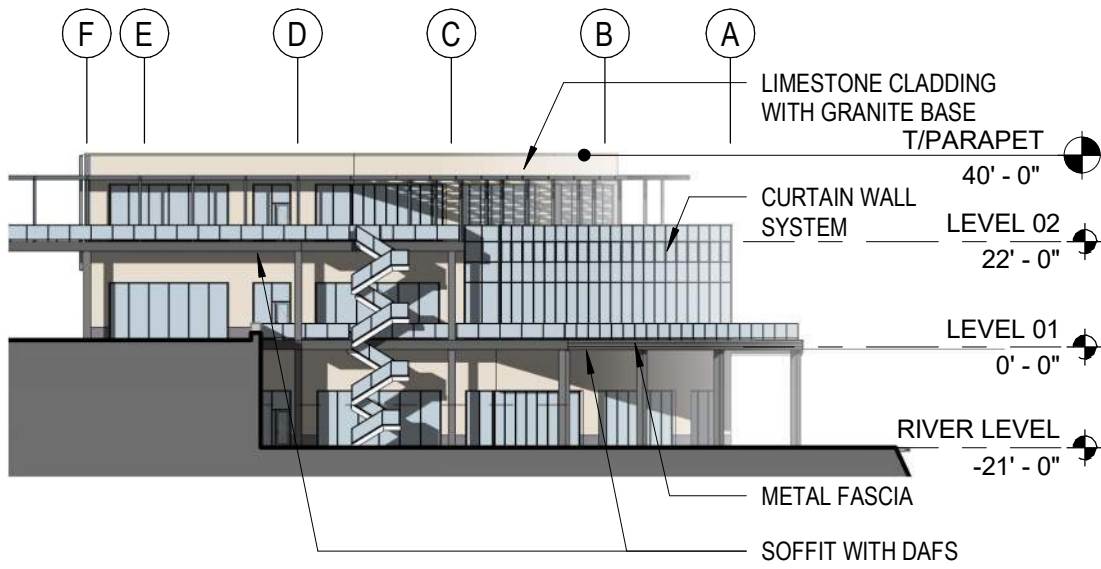 F E D C B A
LIMESTONE CLADDING
WITH GRANITE BASE
T/PARAPET
40' - 0"
CURTAIN WALL
SYSTEM
LEVEL 02
22' - 0"
LEVEL 01
0' - 0"
RIVER LEVEL
-21' - 0"
METAL FASCIA
SOFFIT WITH DAFS